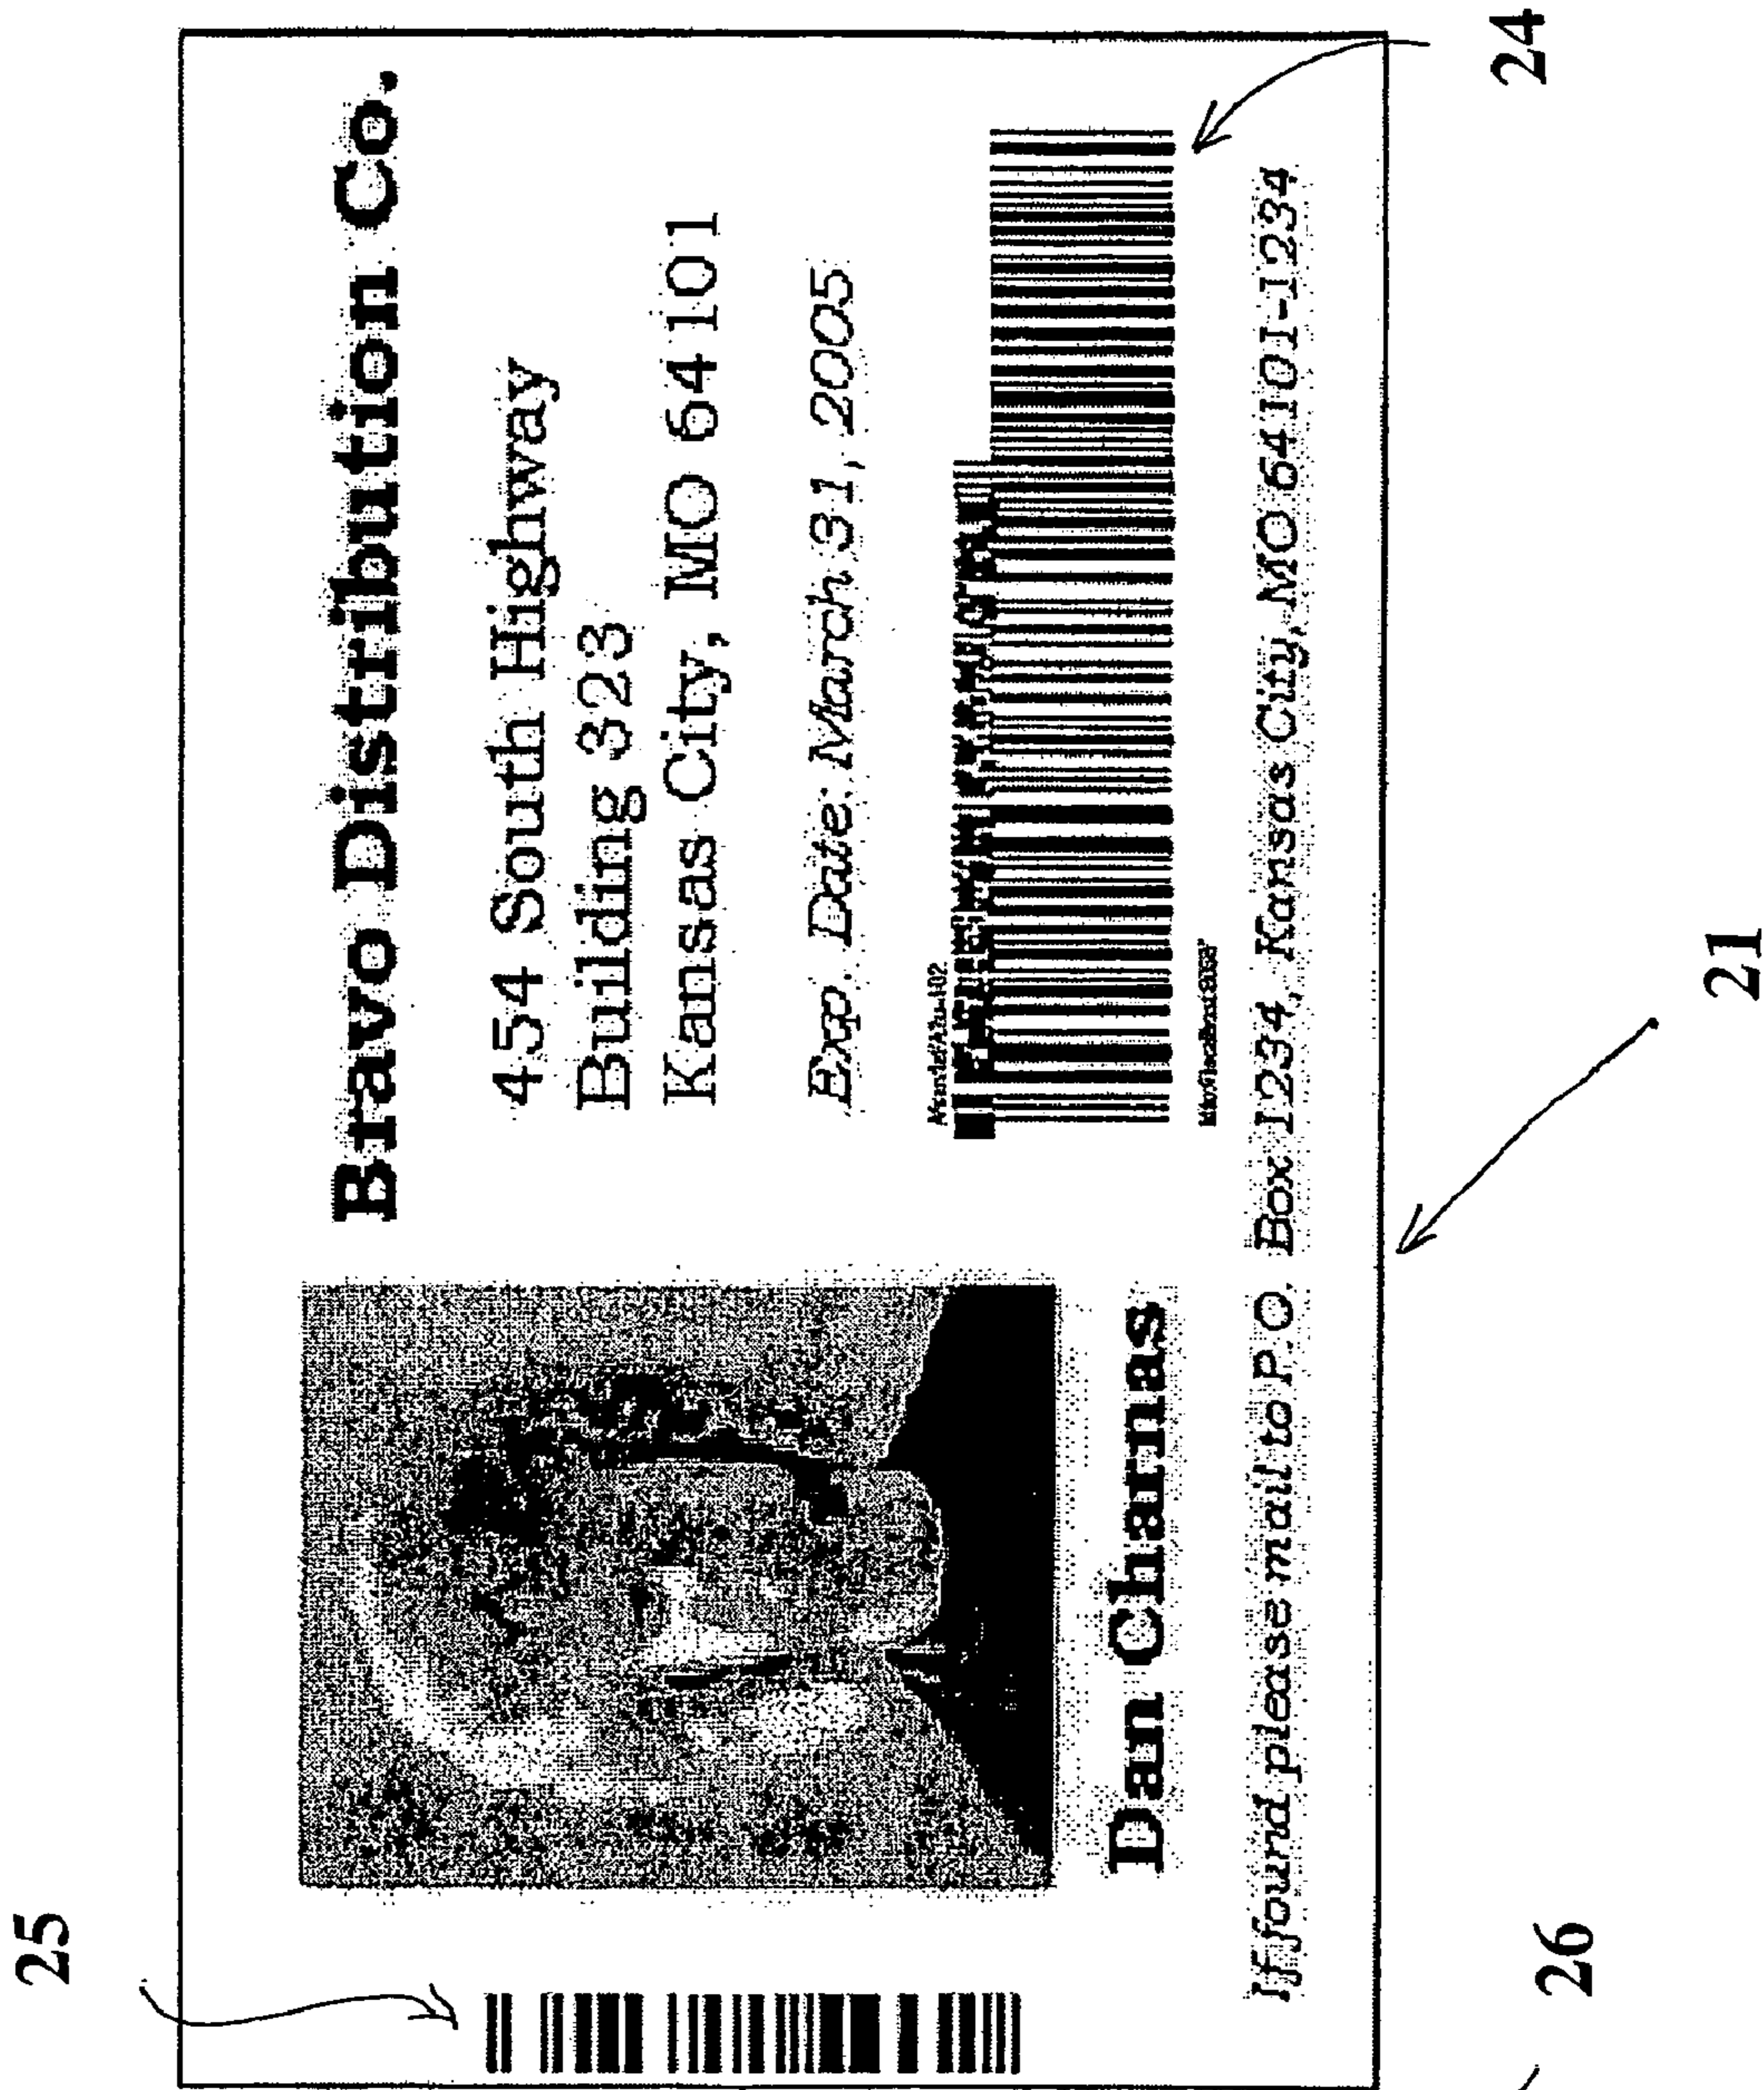 25
Bravo Distribution Co.
454 South Highway
Building 323
Kansas City, MO 64101
Exp. Date: March 31, 2005
Dan Charnas
24
If found please mail to P.O. Box 1234, Kansas City, MO 64101-1234
26
21